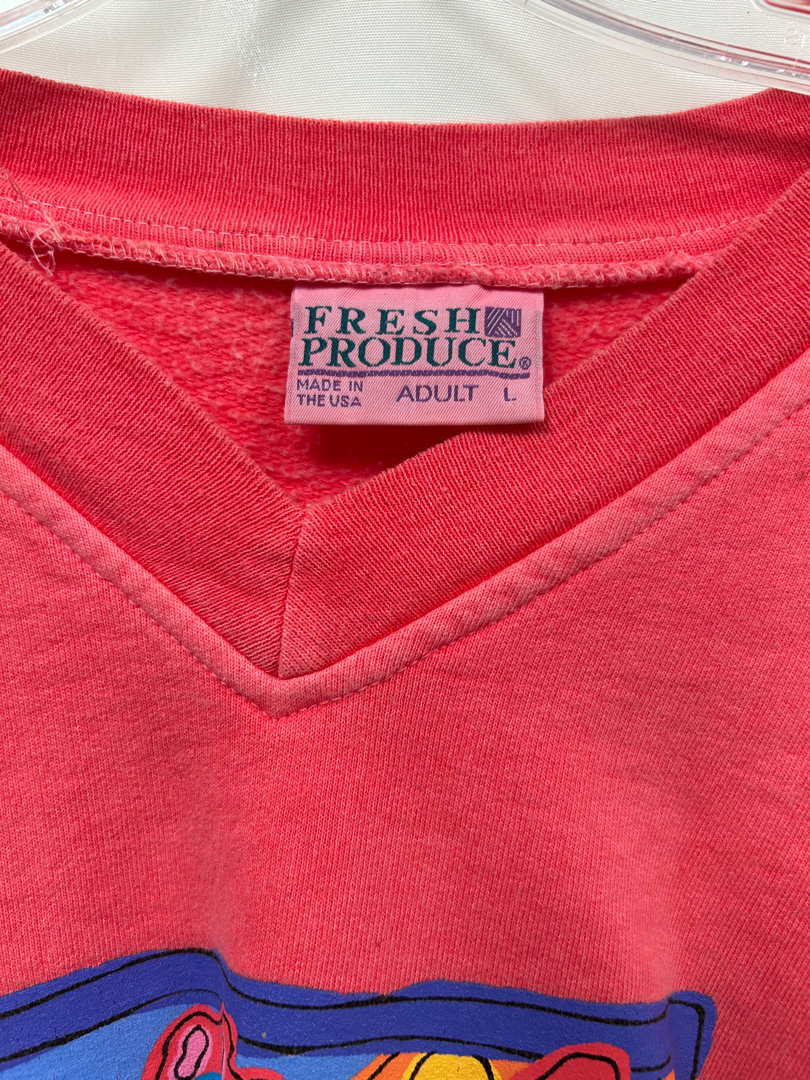 FRESH
PRODUCE®
MADE IN
THE USA
ADULT L